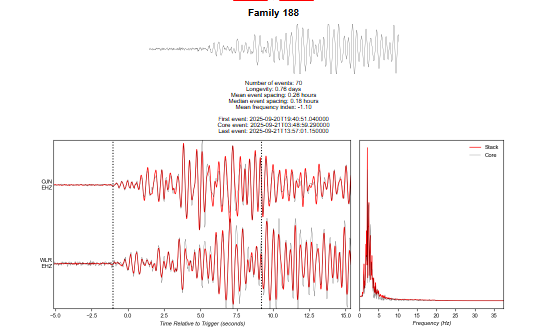 Family 188
Number of events: 70
Longevity: 0.76 days
Mean event spacing: 0.26 hours
Median event spacing: 0.18 hours
Mean frequency index: -1.10
First event: 2025-09-20T19:40:51.040000
Core event: 2025-09-21T03:48:59.290000
Last event: 2025-09-21T13:57:01.150000
Stack
Core
GJN
EHZ
WLR
EHZ
−5.0 −2.5 0.0 2.5 5.0 7.5 10.0 12.5 15.0
0 5 10 15 20 25 30 35
Time Relative to Trigger (seconds)
Frequency (Hz)